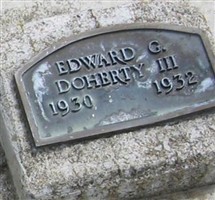 EDWARD G.
DOHERTY III
1930 1932